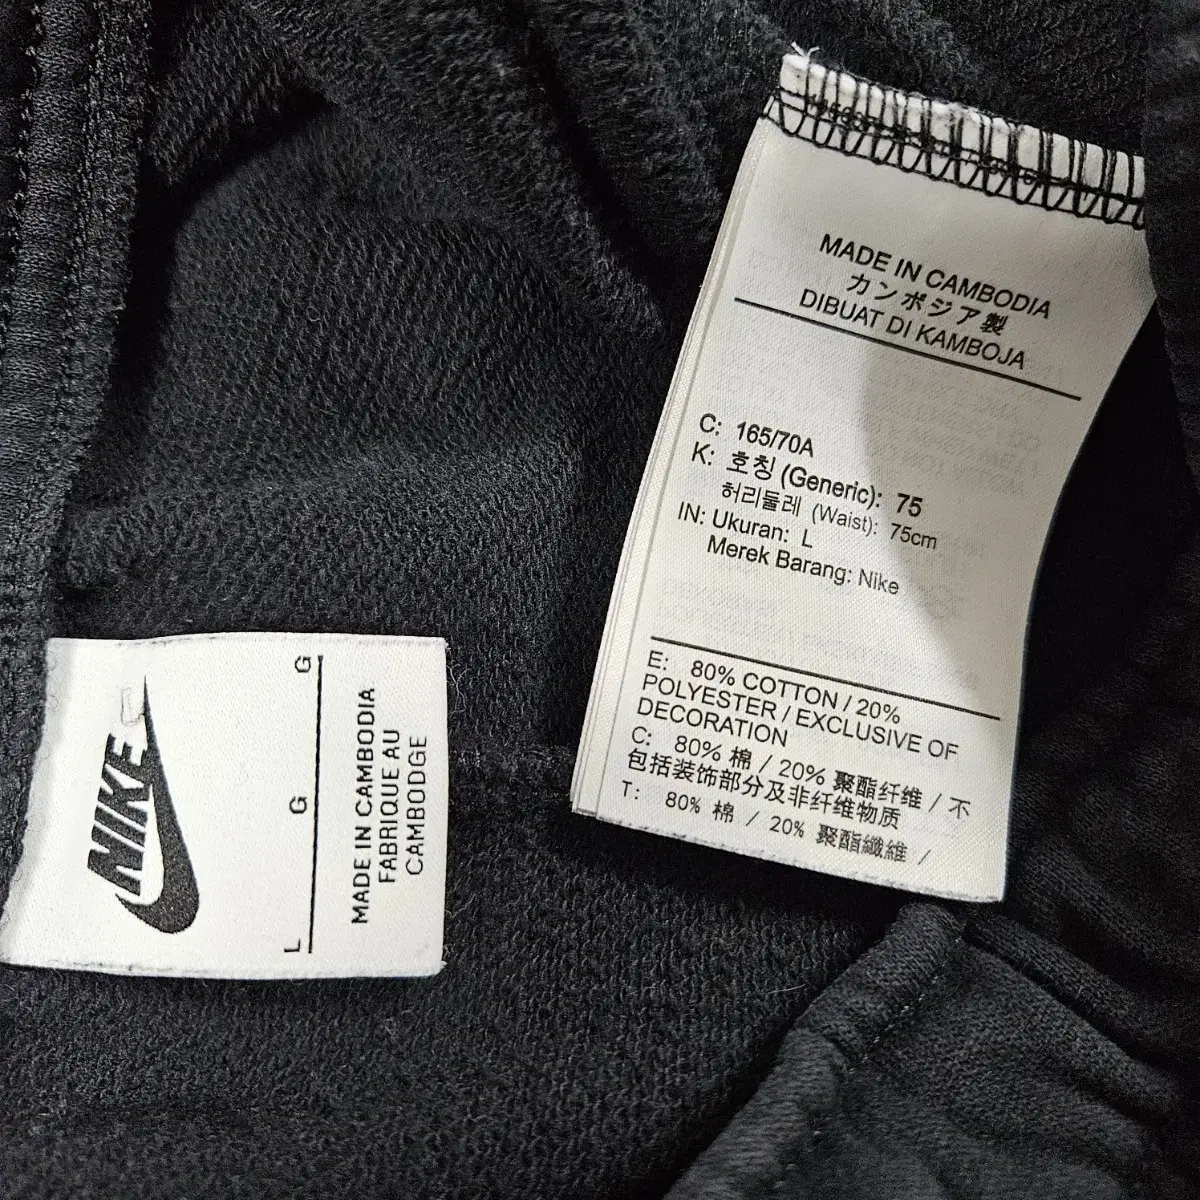 MADE IN CAMBODIA
カンボジア製
DIBUAT DI KAMBOJA
C: 165/70A
K: 호칭 (Generic): 75
허리둘레 (Waist): 75cm
IN: Ukuran: L
Merek Barang: Nike
E: 80% COTTON / 20%
POLYESTER / EXCLUSIVE OF
DECORATION
C: 80% 棉 / 20% 聚酯纤维 / 不
包括装饰部分及非纤维物质
T: 80% 棉 / 20% 聚酯纖維 /
NIKE
L G G
MADE IN CAMBODIA
FABRIQUE AU
CAMBODGE